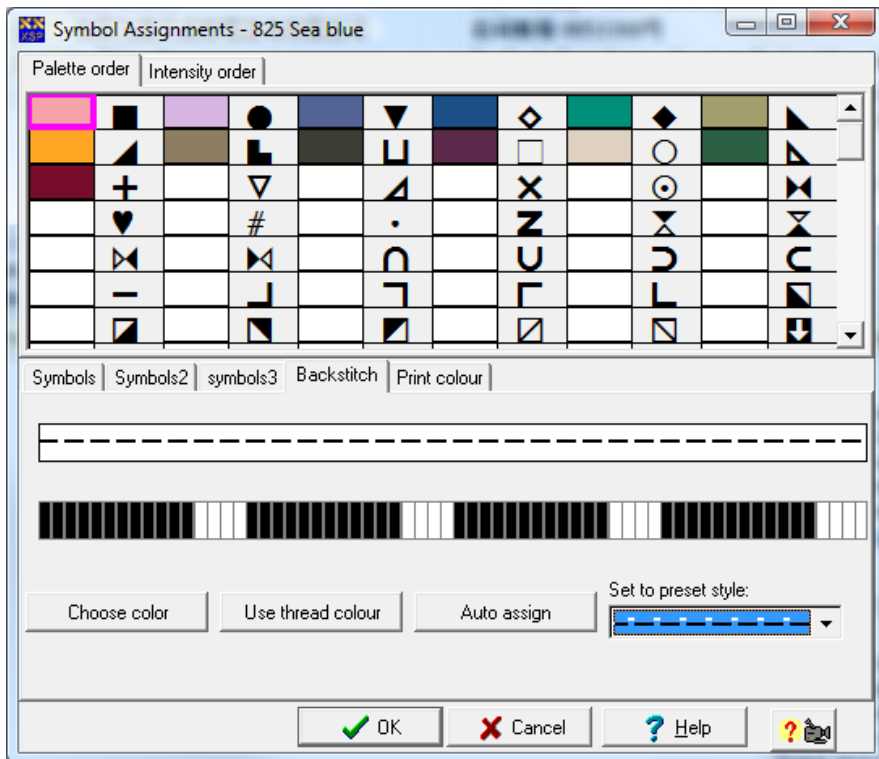 XSP Symbol Assignments - 825 Sea blue
Palette order Intensity order
#
Z
Symbols Symbols2 symbols3 Backstitch Print colour
Set to preset style:
Choose color Use thread colour Auto assign
OK Cancel ? Help ?